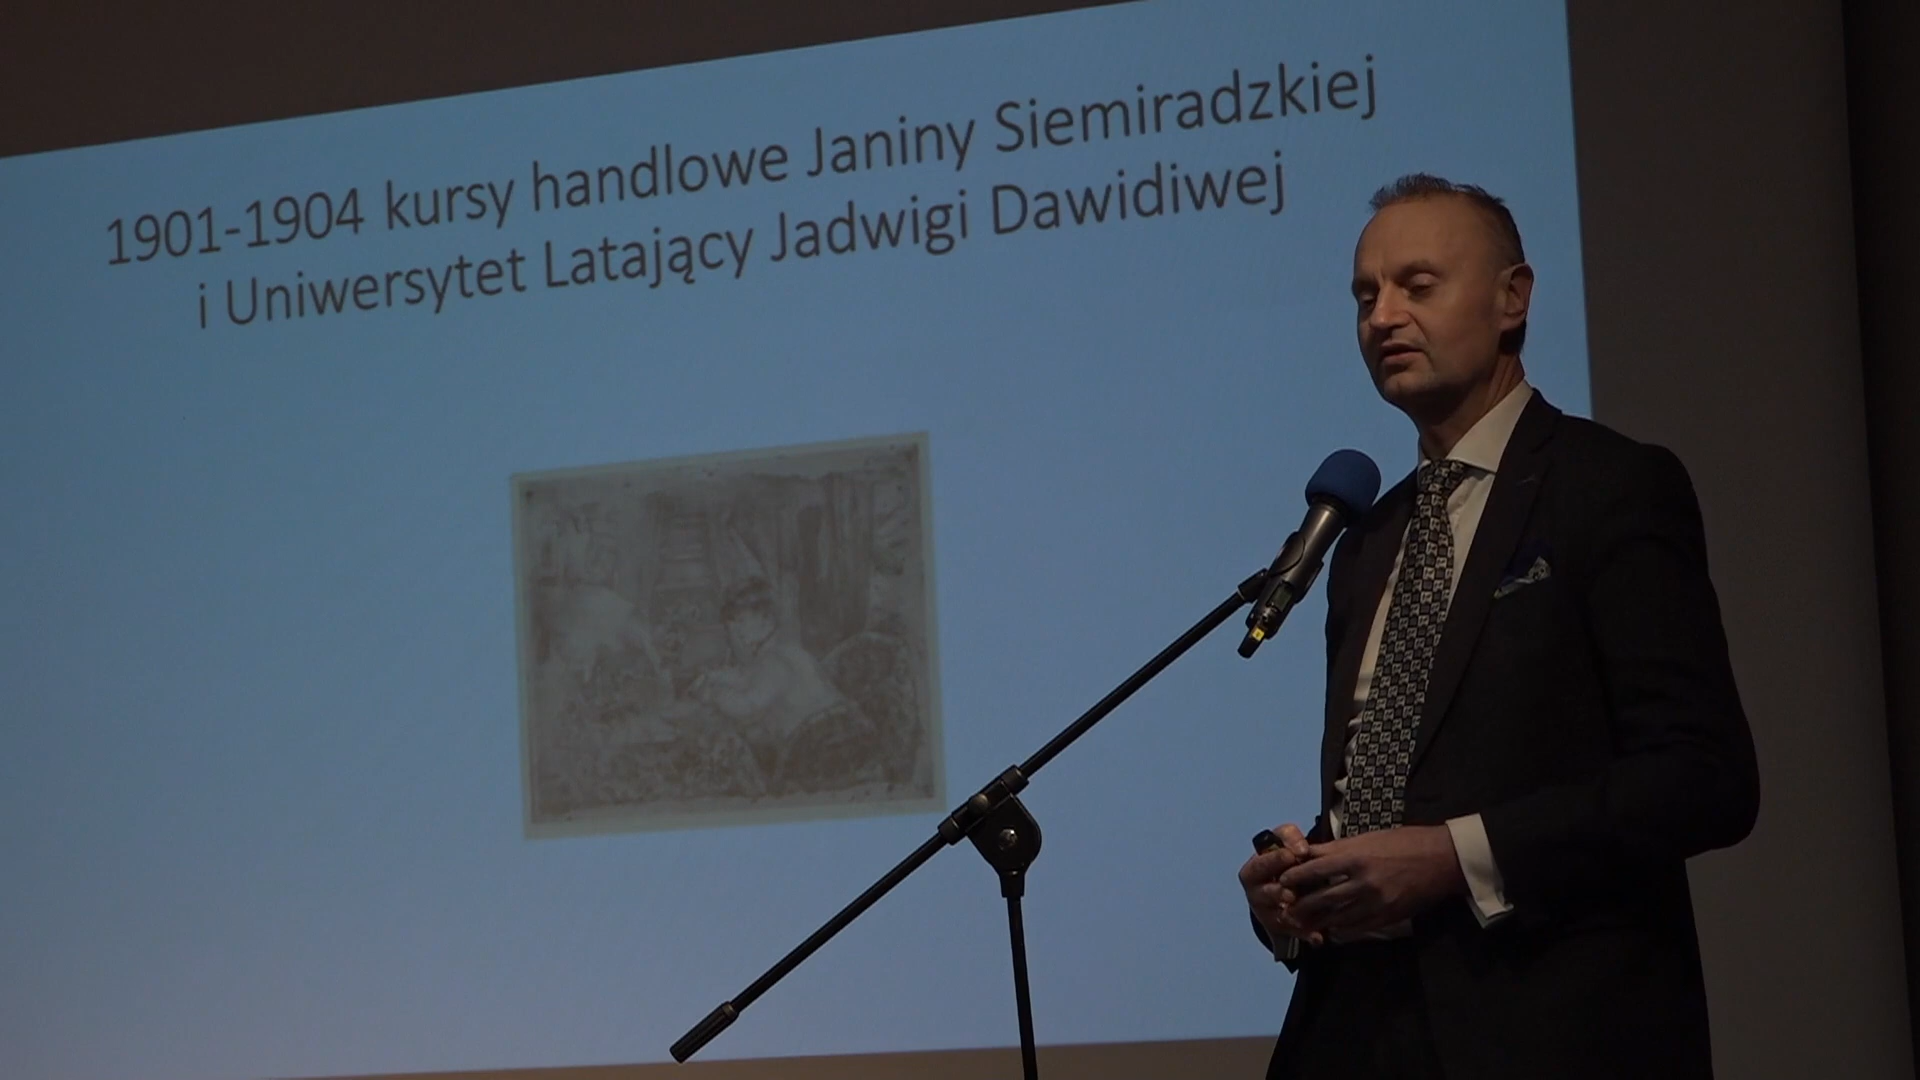 1901-1904 kursy handlowe Janiny Siemiradzkiej
i Uniwersytet Latający Jadwigi Dawidiwej